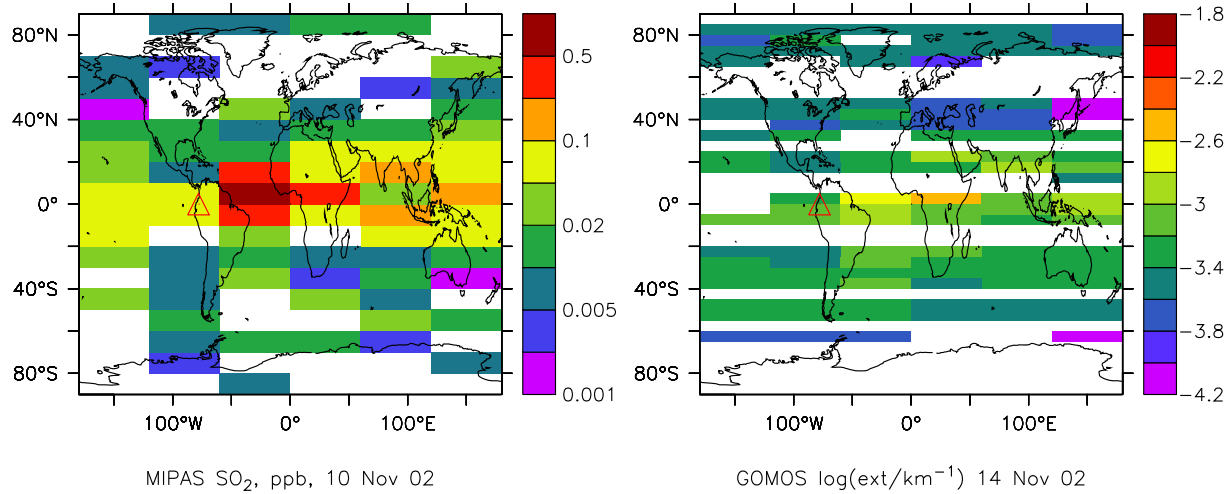 80°N
40°N
0°
40°S
80°S
100°W
0°
100°E
0.5
0.1
0.02
0.005
0.001
MIPAS SO₂, ppb, 10 Nov 02
80°N
40°N
0°
40°S
80°S
100°W
0°
100°E
−1.8
−2.2
−2.6
−3
−3.4
−3.8
−4.2
GOMOS log(ext/km⁻¹) 14 Nov 02